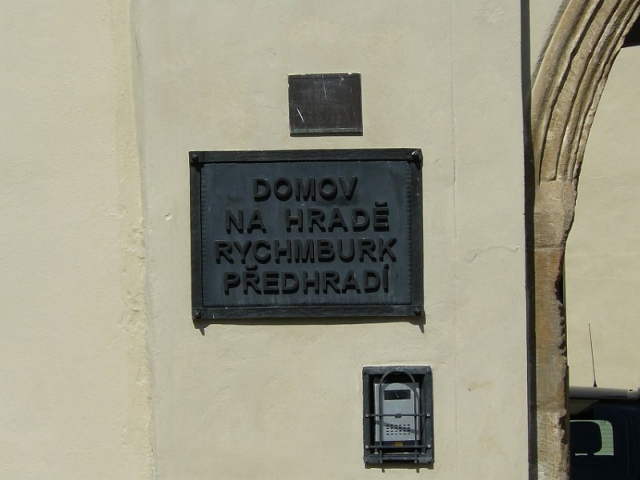 DOMOV
NA HRADĚ
RYCHMBURK
PŘEDHRADÍ